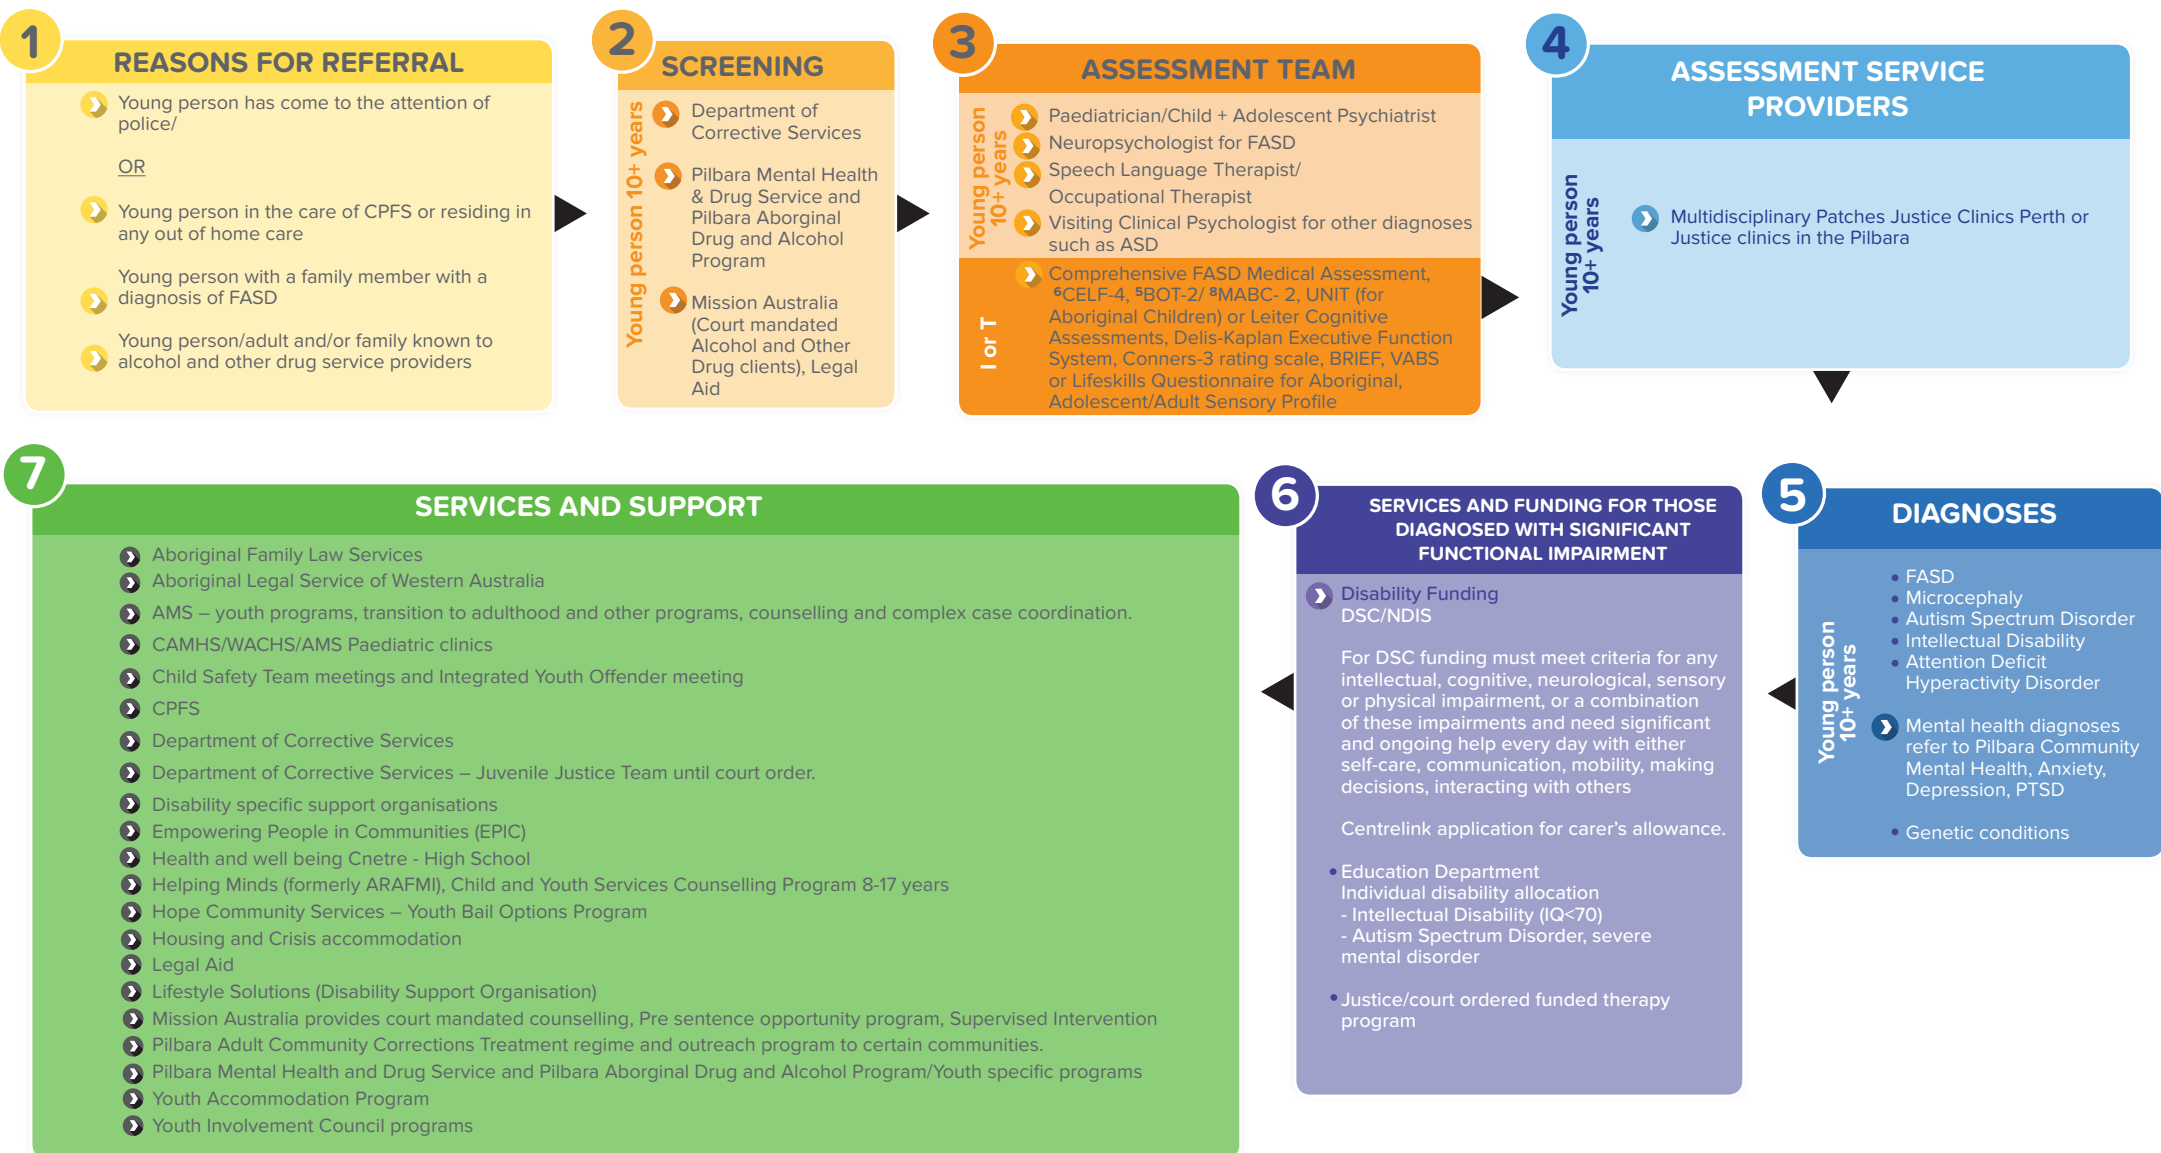 1
REASONS FOR REFERRAL
Young person has come to the attention of
police/
OR
Young person in the care of CPFS or residing in
any out of home care
Young person with a family member with a
diagnosis of FASD
Young person/adult and/or family known to
alcohol and other drug service providers
2
SCREENING
Young person 10+ years
Department of
Corrective Services
Pilbara Mental Health
& Drug Service and
Pilbara Aborginal
Drug and Alcohol
Program
Mission Australia
(Court mandated
Alcohol and Other
Drug clients), Legal
Aid
3
ASSESSMENT TEAM
Young person
10+ years
Paediatrician/Child + Adolescent Psychiatrist
Neuropsychologist for FASD
Speech Language Therapist/
Occupational Therapist
Visiting Clinical Psychologist for other diagnoses
such as ASD
I or T
Comprehensive FASD Medical Assessment,
⁶CELF-4, ⁵BOT-2/ ⁸MABC- 2, UNIT (for
Aboriginal Children) or Leiter Cognitive
Assessments, Delis-Kaplan Executive Function
System, Conners-3 rating scale, BRIEF, VABS
or Lifeskills Questionnaire for Aboriginal,
Adolescent/Adult Sensory Profile
4
ASSESSMENT SERVICE
PROVIDERS
Young person
10+ years
Multidisciplinary Patches Justice Clinics Perth or
Justice clinics in the Pilbara
5
DIAGNOSES
Young person
10+ years
• FASD
• Microcephaly
• Autism Spectrum Disorder
• Intellectual Disability
• Attention Deficit
Hyperactivity Disorder
Mental health diagnoses
refer to Pilbara Community
Mental Health, Anxiety,
Depression, PTSD
• Genetic conditions
6
SERVICES AND FUNDING FOR THOSE
DIAGNOSED WITH SIGNIFICANT
FUNCTIONAL IMPAIRMENT
Disability Funding
DSC/NDIS
For DSC funding must meet criteria for any
intellectual, cognitive, neurological, sensory
or physical impairment, or a combination
of these impairments and need significant
and ongoing help every day with either
self-care, communication, mobility, making
decisions, interacting with others
Centrelink application for carer's allowance.
• Education Department
Individual disability allocation
- Intellectual Disability (IQ<70)
- Autism Spectrum Disorder, severe
mental disorder
• Justice/court ordered funded therapy
program
7
SERVICES AND SUPPORT
Aboriginal Family Law Services
Aboriginal Legal Service of Western Australia
AMS – youth programs, transition to adulthood and other programs, counselling and complex case coordination.
CAMHS/WACHS/AMS Paediatric clinics
Child Safety Team meetings and Integrated Youth Offender meeting
CPFS
Department of Corrective Services
Department of Corrective Services – Juvenile Justice Team until court order.
Disability specific support organisations
Empowering People in Communities (EPIC)
Health and well being Cnetre - High School
Helping Minds (formerly ARAFMI), Child and Youth Services Counselling Program 8-17 years
Hope Community Services – Youth Bail Options Program
Housing and Crisis accommodation
Legal Aid
Lifestyle Solutions (Disability Support Organisation)
Mission Australia provides court mandated counselling, Pre sentence opportunity program, Supervised Intervention
Pilbara Adult Community Corrections Treatment regime and outreach program to certain communities.
Pilbara Mental Health and Drug Service and Pilbara Aborginal Drug and Alcohol Program/Youth specific programs
Youth Accommodation Program
Youth Involvement Council programs